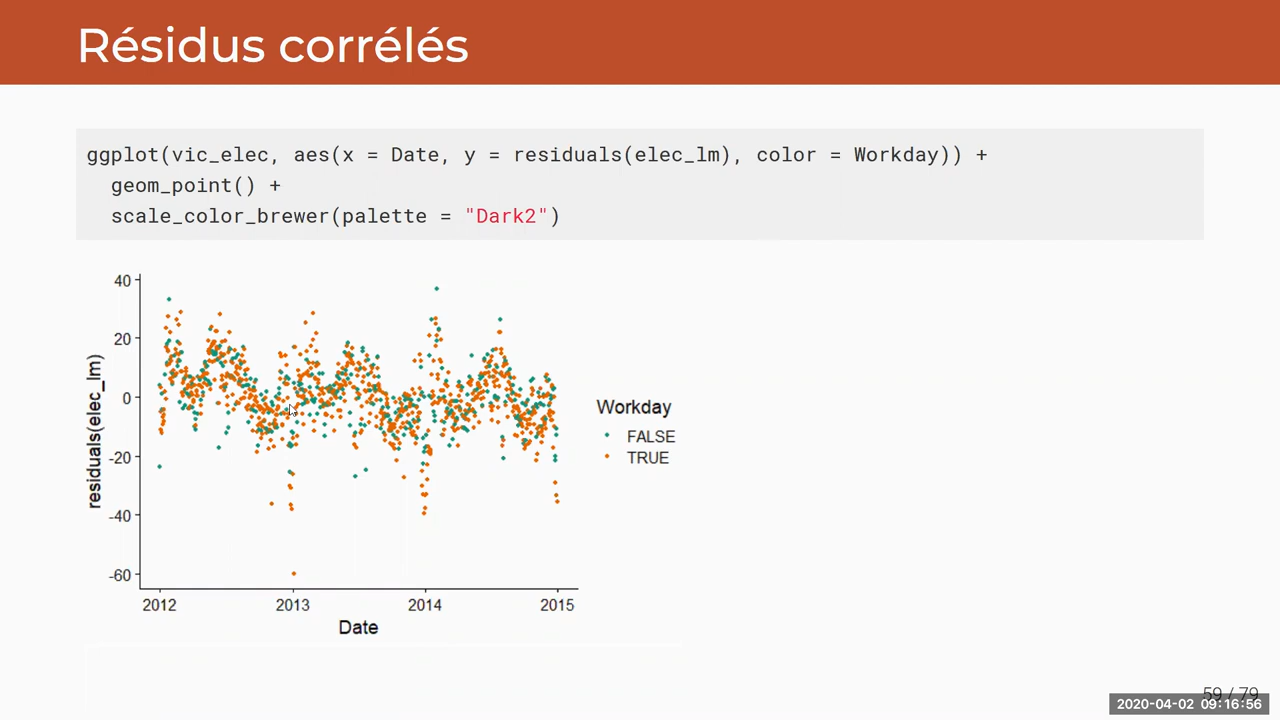 Résidus corrélés
ggplot(vic_elec, aes(x = Date, y = residuals(elec_lm), color = Workday)) +
geom_point() +
scale_color_brewer(palette = "Dark2")
40
20
0
-20
-40
-60
residuals(elec_lm)
2012
2013
2014
2015
Date
Workday
FALSE
TRUE
59 / 79
2020-04-02 09:16:56